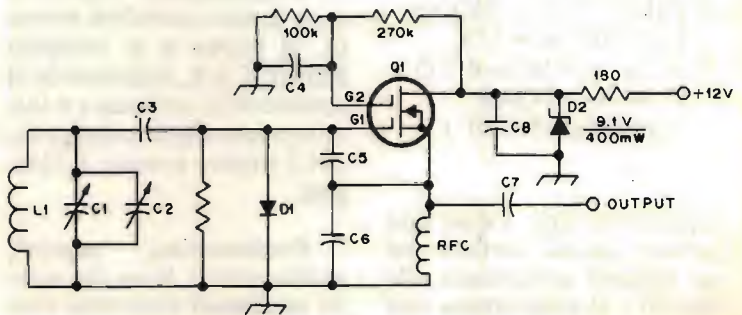 100k
270k
C4
Q1
180
+12V
G2
G1
C3
C8
D2
9.1V
400mW
C5
L1
C1
C2
D1
C7
OUTPUT
C6
RFC